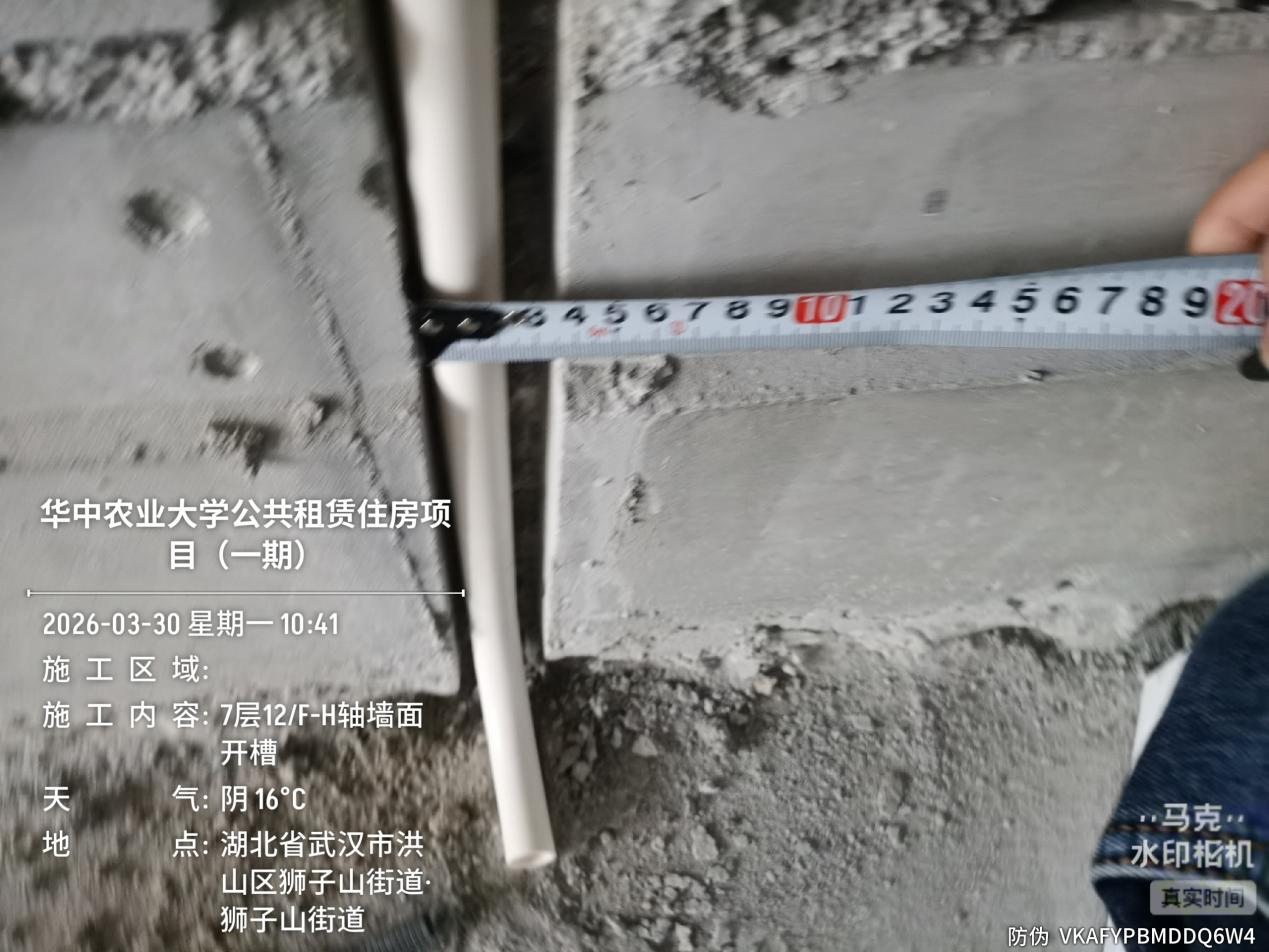 3 4 5 6 7 8 9 10 1 2 3 4 5 6 7 8 9 20
华中农业大学公共租赁住房项
目（一期）
2026-03-30 星期一 10:41
施工区域:
施工内容: 7层12/F-H轴墙面
开槽
天气: 阴 16°C
地点: 湖北省武汉市洪
山区狮子山街道·
狮子山街道
马克
水印相机
真实时间
防伪 VKAFYPBMDDQ6W4